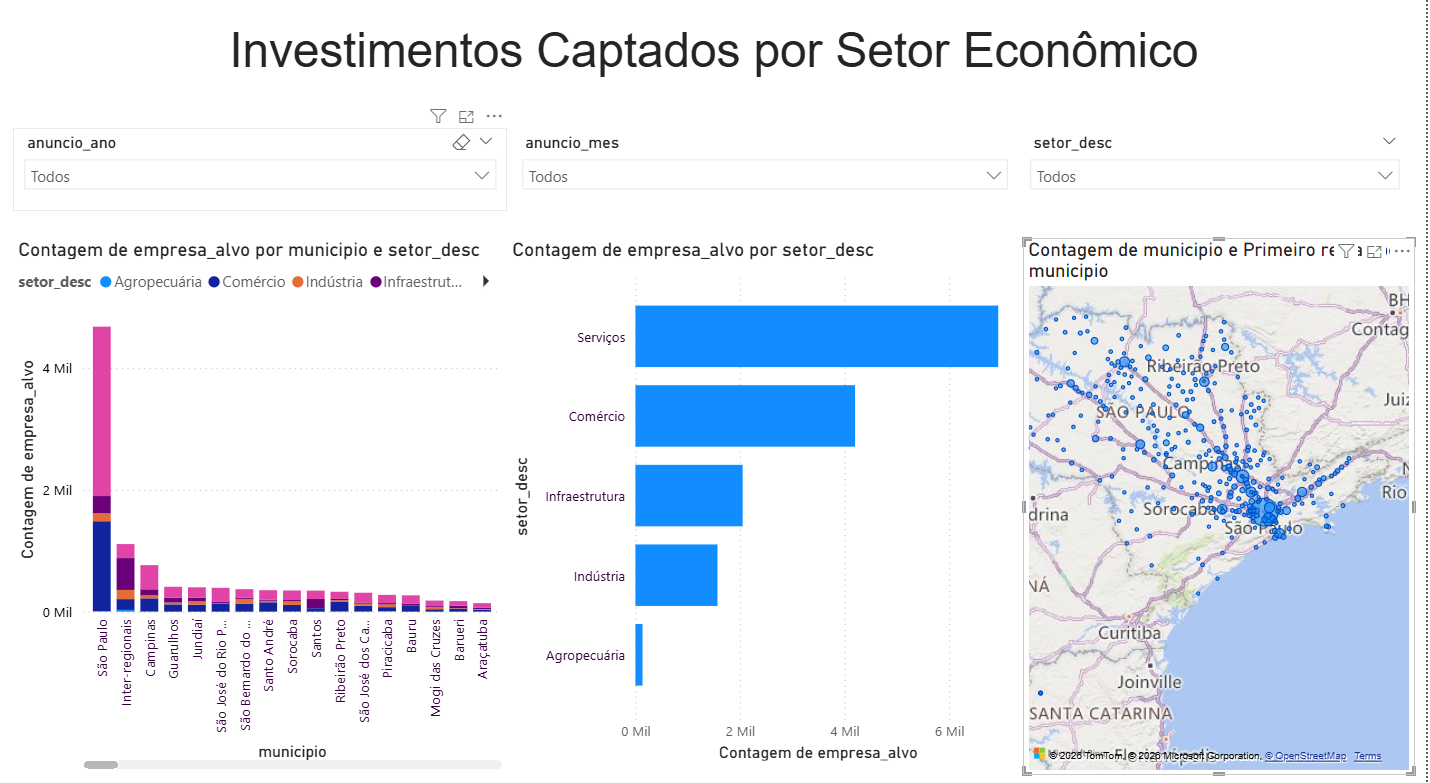 Investimentos Captados por Setor Econômico
anuncio_ano
Todos
anuncio_mes
Todos
setor_desc
Todos
Contagem de empresa_alvo por municipio e setor_desc
setor_desc Agropecuária Comércio Indústria Infraestrut...
Contagem de empresa_alvo
4 Mil
2 Mil
0 Mil
São Paulo
Inter-regionais
Campinas
Guarulhos
Jundiaí
São José do Rio P...
São Bernardo do ...
Santo André
Sorocaba
Santos
Ribeirão Preto
São José dos Ca...
Piracicaba
Bauru
Mogi das Cruzes
Barueri
Araçatuba
municipio
Contagem de empresa_alvo por setor_desc
setor_desc
Serviços
Comércio
Infraestrutura
Indústria
Agropecuária
0 Mil 2 Mil 4 Mil 6 Mil
Contagem de empresa_alvo
Contagem de municipio e Primeiro re
municipio
BH
Contag
Ribeirão Preto
Juiz
SÃO PAULO
Campinas
Rio
drina
Sorocaba
São Paulo
NÁ
Curitiba
Joinville
SANTA CATARINA
© 2026 TomTom, © 2026 Microsoft Corporation, © OpenStreetMap Terms